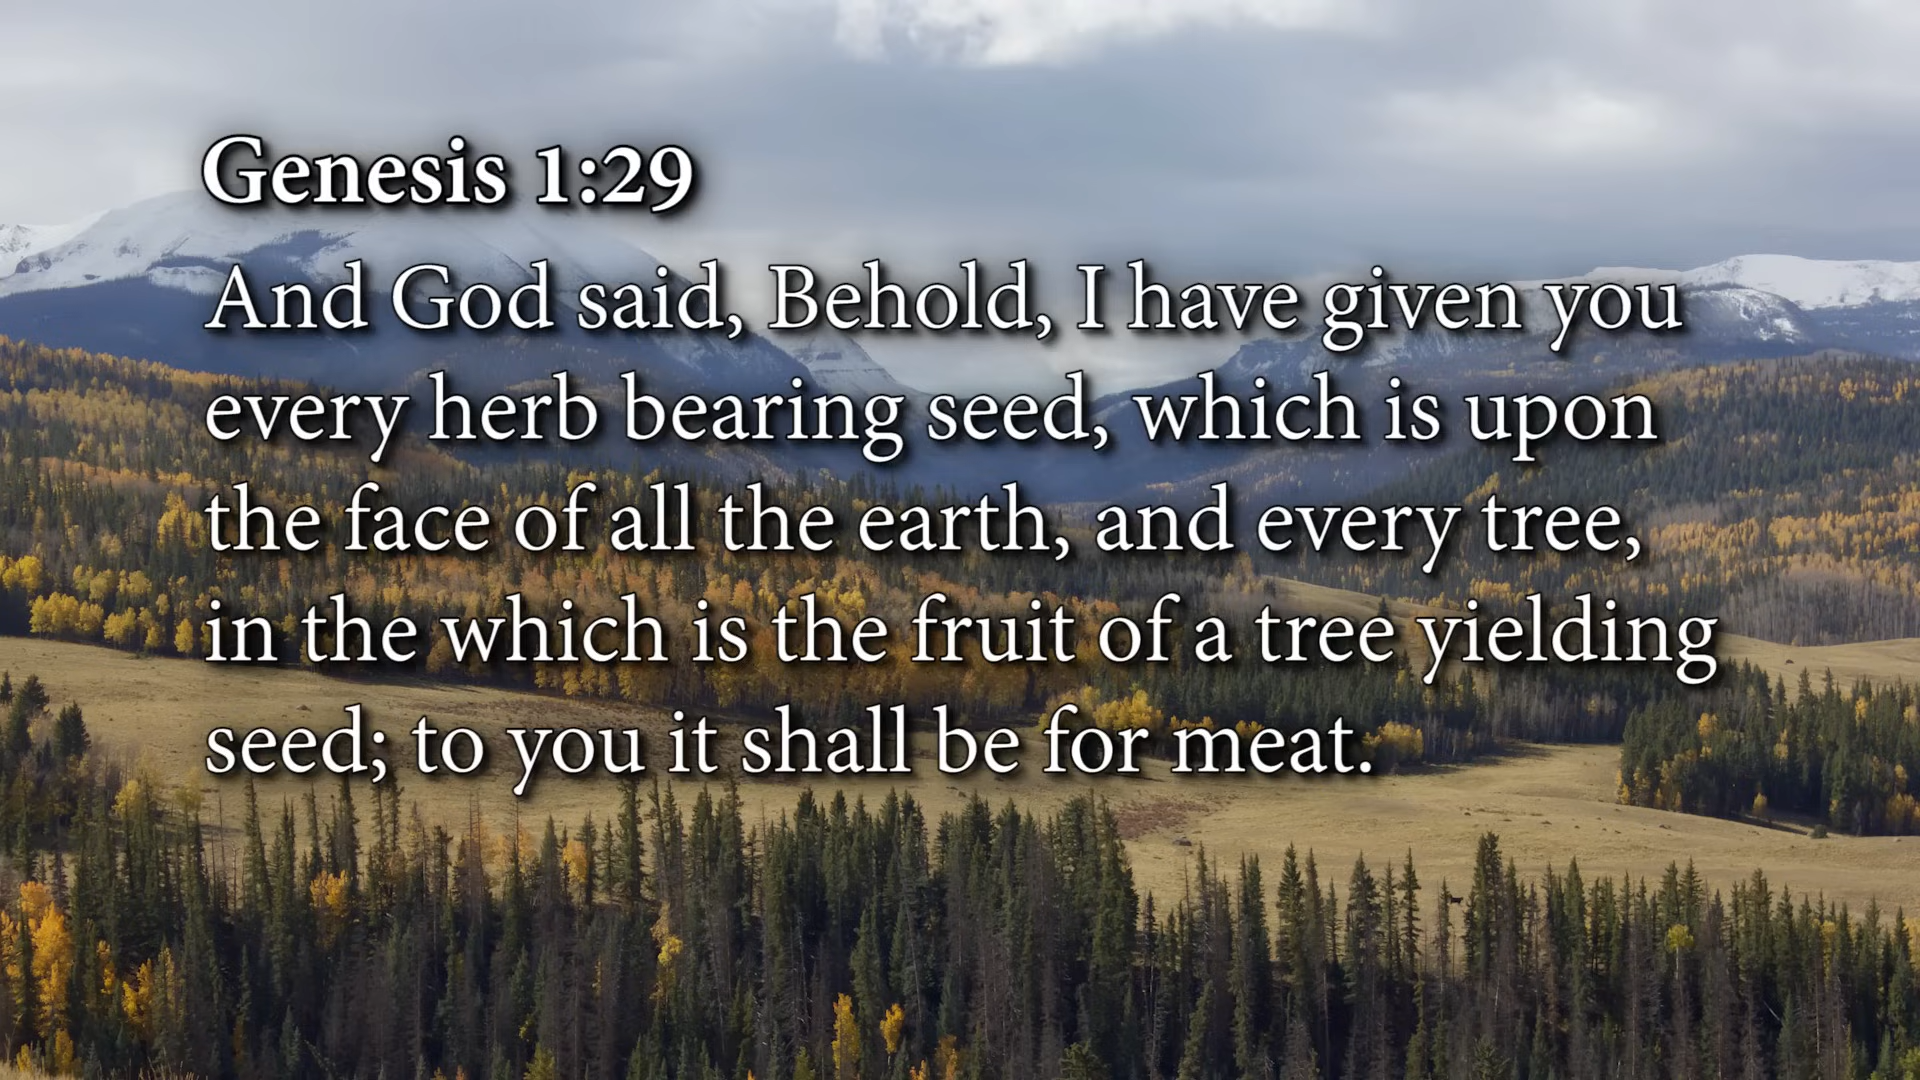 Genesis 1:29
And God said, Behold, I have given you
every herb bearing seed, which is upon
the face of all the earth, and every tree,
in the which is the fruit of a tree yielding
seed; to you it shall be for meat.